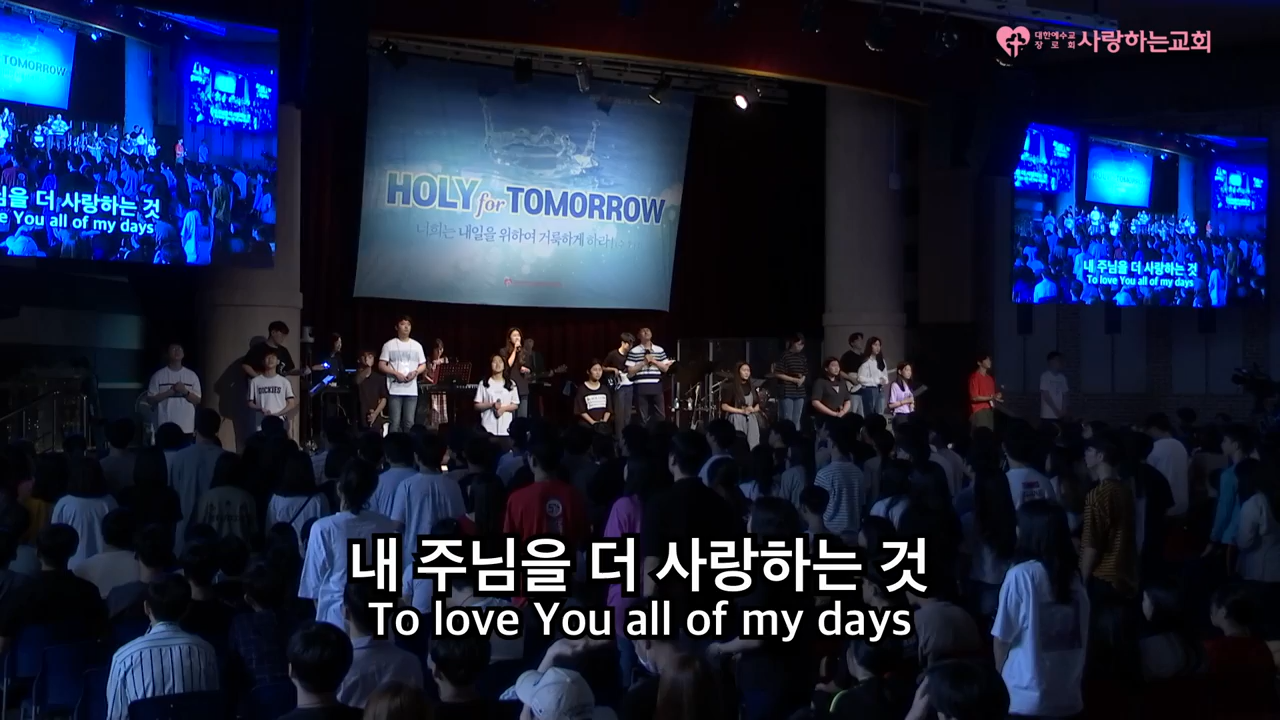 대한예수교
장로회
사랑하는교회
TOMORROW
HOLY for TOMORROW
너희는 내일을 위하여 거룩하게 하라
님을 더 사랑하는 것
e You all of my days
내 주님을 더 사랑하는 것
To love You all of my days
DICKIES
내 주님을 더 사랑하는 것
To love You all of my days